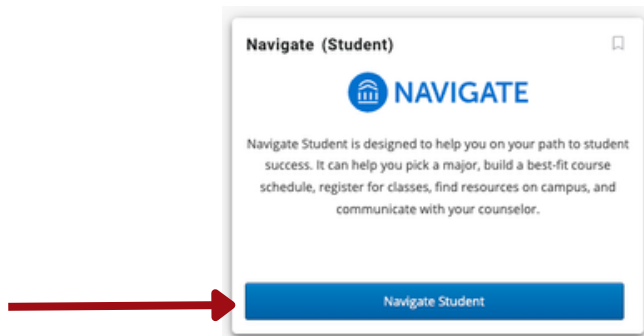 Navigate (Student)
NAVIGATE
Navigate Student is designed to help you on your path to student
success. It can help you pick a major, build a best-fit course
schedule, register for classes, find resources on campus, and
communicate with your counselor.
Navigate Student